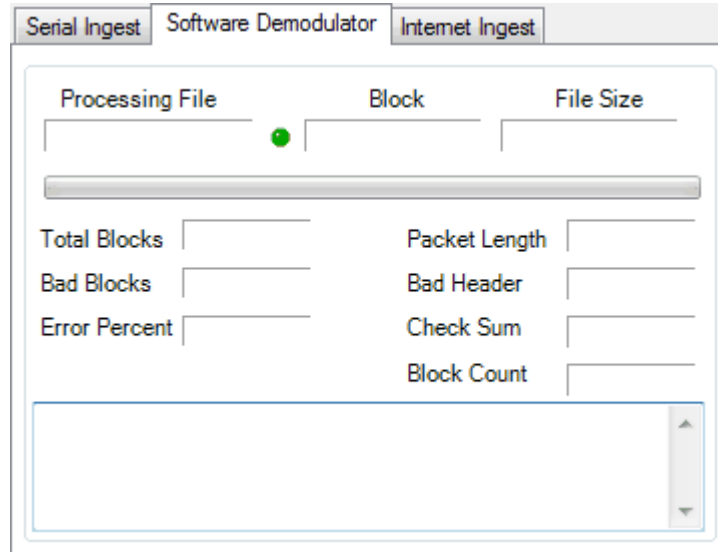 Serial Ingest Software Demodulator Internet Ingest
Processing File Block File Size
Total Blocks Packet Length
Bad Blocks Bad Header
Error Percent Check Sum
Block Count